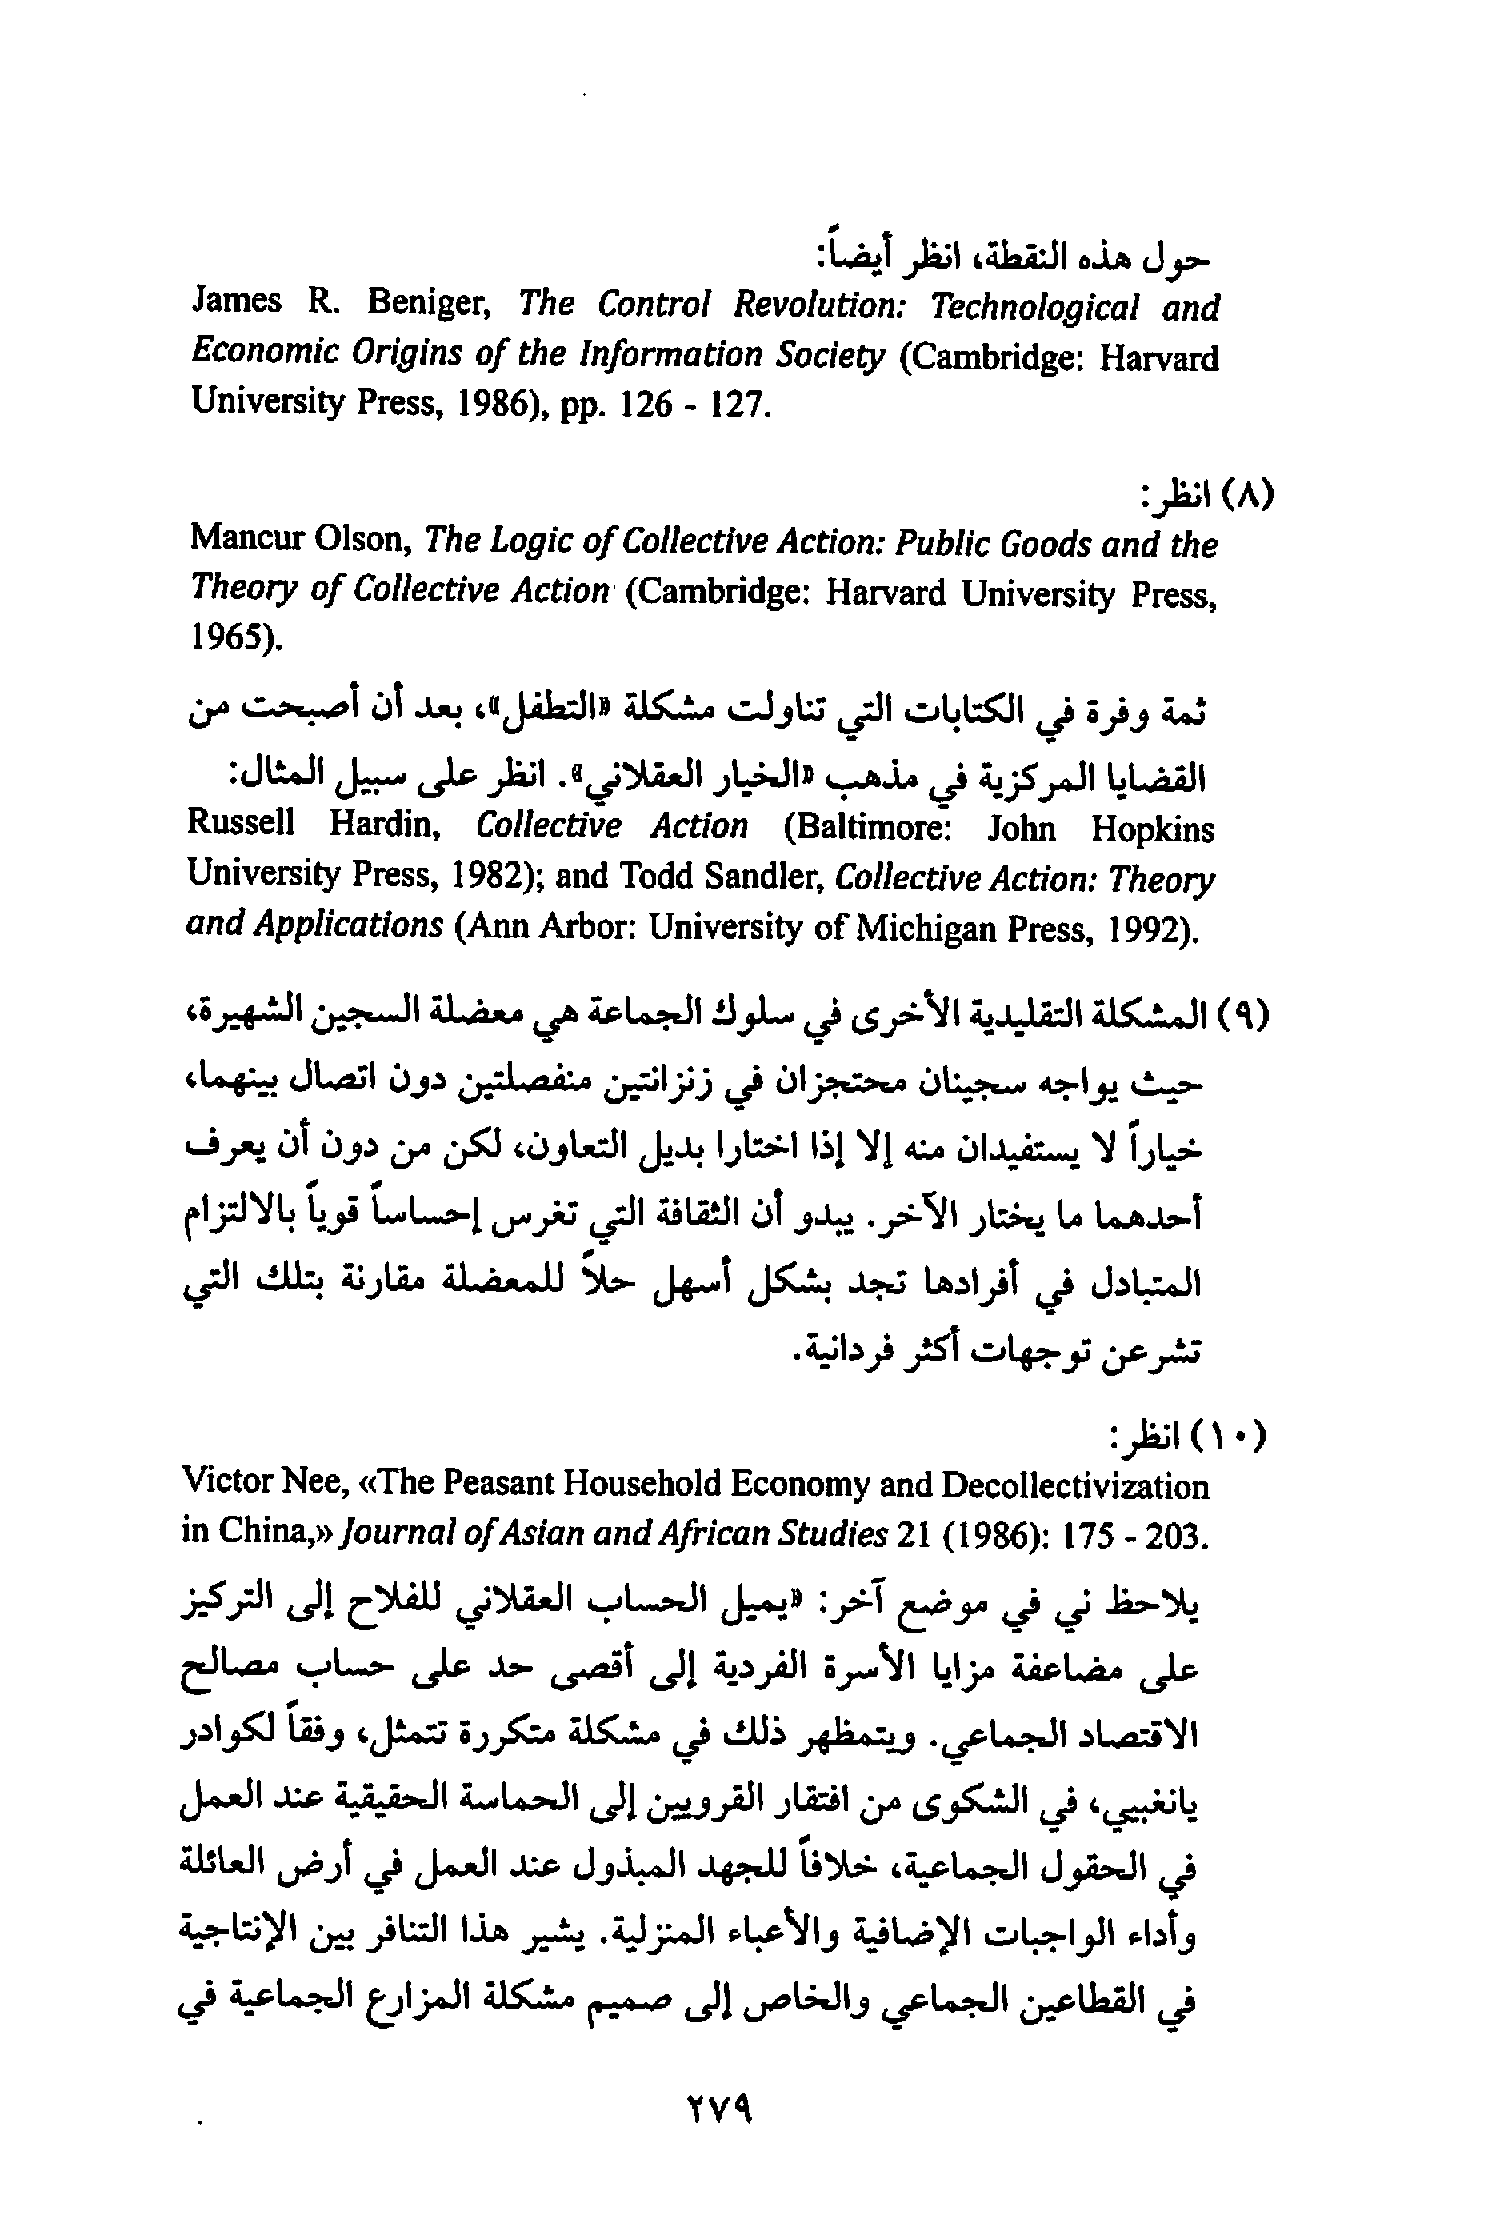 حول هذه النقطة، انظر أيضاً:
James R. Beniger, The Control Revolution: Technological and
Economic Origins of the Information Society (Cambridge: Harvard
University Press, 1986), pp. 126 - 127.
(٨) انظر:
Mancur Olson, The Logic of Collective Action: Public Goods and the
Theory of Collective Action (Cambridge: Harvard University Press,
1965).
ثمة وفرة في الكتابات التي تناولت مشكلة «التطفل»، بعد أن أصبحت من
القضايا المركزية في مذهب «الخيار العقلاني». انظر على سبيل المثال:
Russell Hardin, Collective Action (Baltimore: John Hopkins
University Press, 1982); and Todd Sandler, Collective Action: Theory
and Applications (Ann Arbor: University of Michigan Press, 1992).
(٩) المشكلة التقليدية الأخرى في سلوك الجماعة هي معضلة السجين الشهيرة،
حيث يواجه سجينان محتجزان في زنزانتين منفصلتين دون اتصال بينهما،
خياراً لا يستفيدان منه إلا إذا اختارا بديل التعاون، لكن من دون أن يعرف
أحدهما ما يختار الآخر. يبدو أن الثقافة التي تغرس إحساساً قوياً بالالتزام
المتبادل في أفرادها تجد بشكل أسهل حلاً للمعضلة مقارنة بتلك التي
تشرعن توجهات أكثر فردانية.
(١٠) انظر:
Victor Nee, «The Peasant Household Economy and Decollectivization
in China,» Journal of Asian and African Studies 21 (1986): 175 - 203.
يلاحظ ني في موضع آخر: «يميل الحساب العقلاني للفلاح إلى التركيز
على مضاعفة مزايا الأسرة الفردية إلى أقصى حد على حساب مصالح
الاقتصاد الجماعي. ويتمظهر ذلك في مشكلة متكررة تتمثل، وفقاً لكوادر
يانغبيي، في الشكوى من افتقار القرويين إلى الحماسة الحقيقية عند العمل
في الحقول الجماعية، خلافاً للجهد المبذول عند العمل في أرض العائلة
وأداء الواجبات الإضافية والأعباء المنزلية. يشير هذا التنافر بين الإنتاجية
في القطاعين الجماعي والخاص إلى صميم مشكلة المزارع الجماعية في
٢٧٩